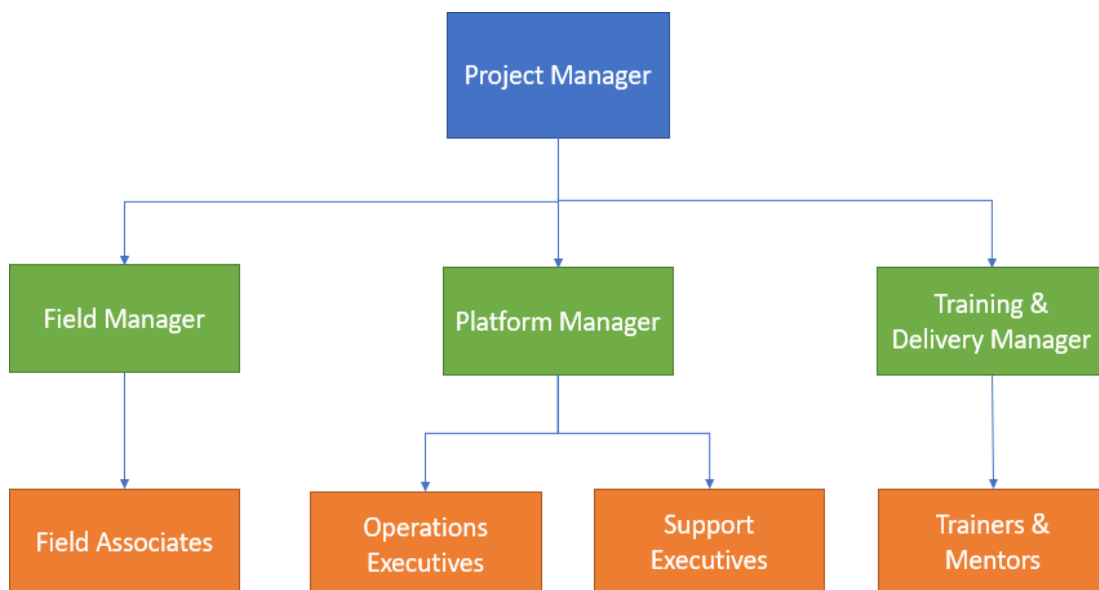 Project Manager
Field Manager
Platform Manager
Training &
Delivery Manager
Field Associates
Operations
Executives
Support
Executives
Trainers &
Mentors